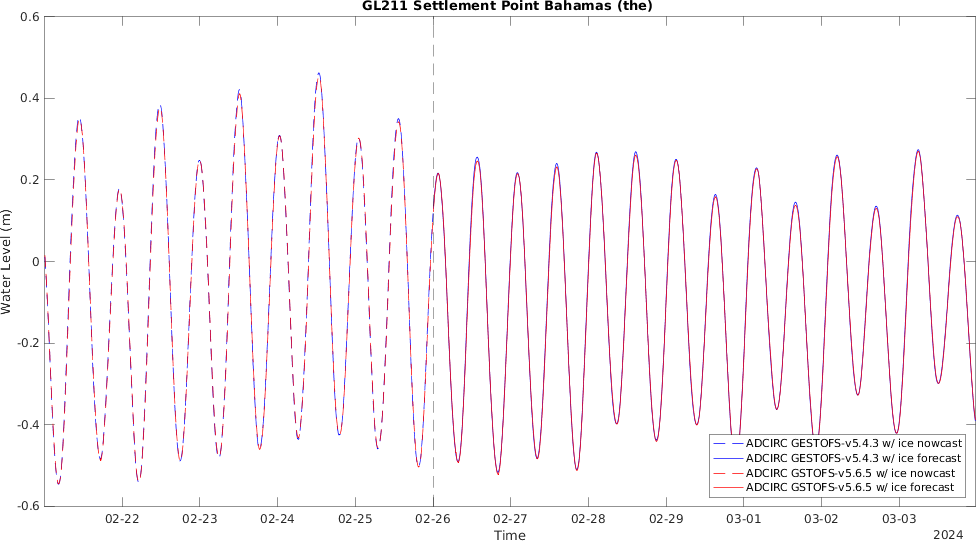 GL211 Settlement Point Bahamas (the)
0.6
0.4
0.2
0
-0.2
-0.4
-0.6
Water Level (m)
ADCIRC GESTOFS-v5.4.3 w/ ice nowcast
ADCIRC GESTOFS-v5.4.3 w/ ice forecast
ADCIRC GSTOFS-v5.6.5 w/ ice nowcast
ADCIRC GSTOFS-v5.6.5 w/ ice forecast
02-22 02-23 02-24 02-25 02-26 02-27 02-28 02-29 03-01 03-02 03-03
Time
2024